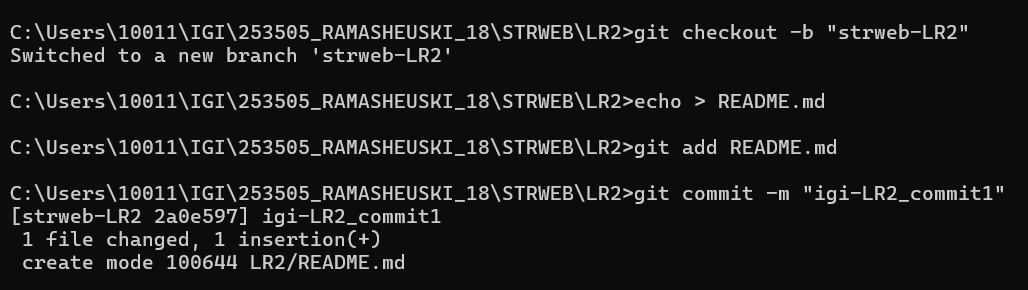 C:\Users\10011\IGI\253505_RAMASHEUSKI_18\STRWEB\LR2>git checkout -b "strweb-LR2"
Switched to a new branch 'strweb-LR2'
C:\Users\10011\IGI\253505_RAMASHEUSKI_18\STRWEB\LR2>echo > README.md
C:\Users\10011\IGI\253505_RAMASHEUSKI_18\STRWEB\LR2>git add README.md
C:\Users\10011\IGI\253505_RAMASHEUSKI_18\STRWEB\LR2>git commit -m "igi-LR2_commit1"
[strweb-LR2 2a0e597] igi-LR2_commit1
 1 file changed, 1 insertion(+)
 create mode 100644 LR2/README.md